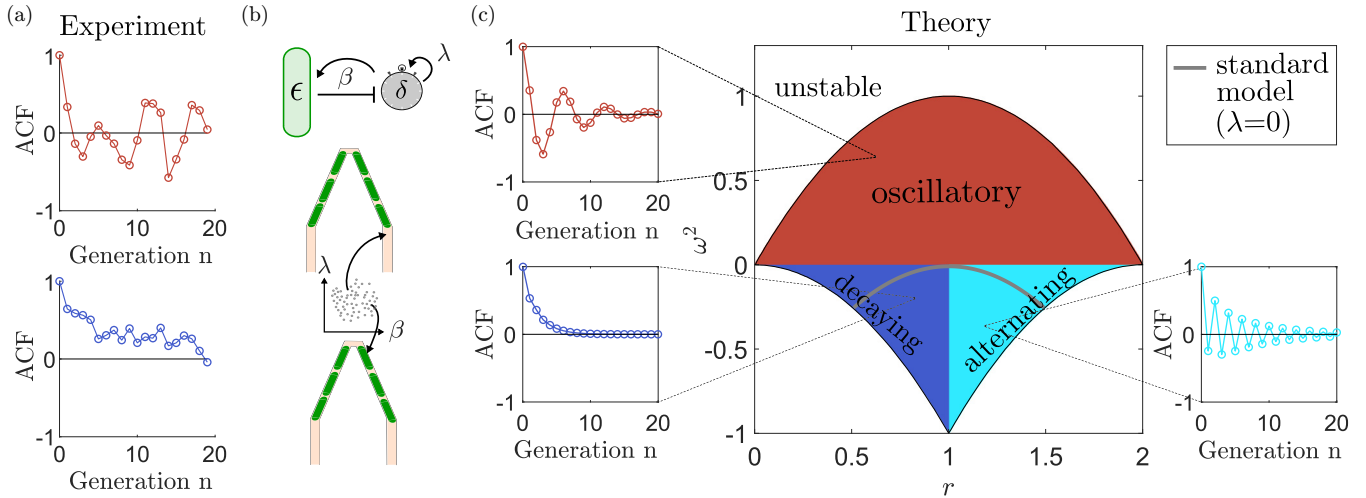 (a)
Experiment
1
0
-1
ACF
0
10
20
Generation n
1
0
-1
ACF
0
10
20
Generation n
(b)
ϵ
β
δ
λ
λ
β
(c)
Theory
1
0
-1
ACF
0
10
20
Generation n
1
0
-1
ACF
0
10
20
Generation n
unstable
oscillatory
decaying
alternating
1
0.5
0
-0.5
-1
ω²
0
0.5
1
1.5
2
r
standard
model
(λ=0)
1
0
-1
ACF
0
10
20
Generation n